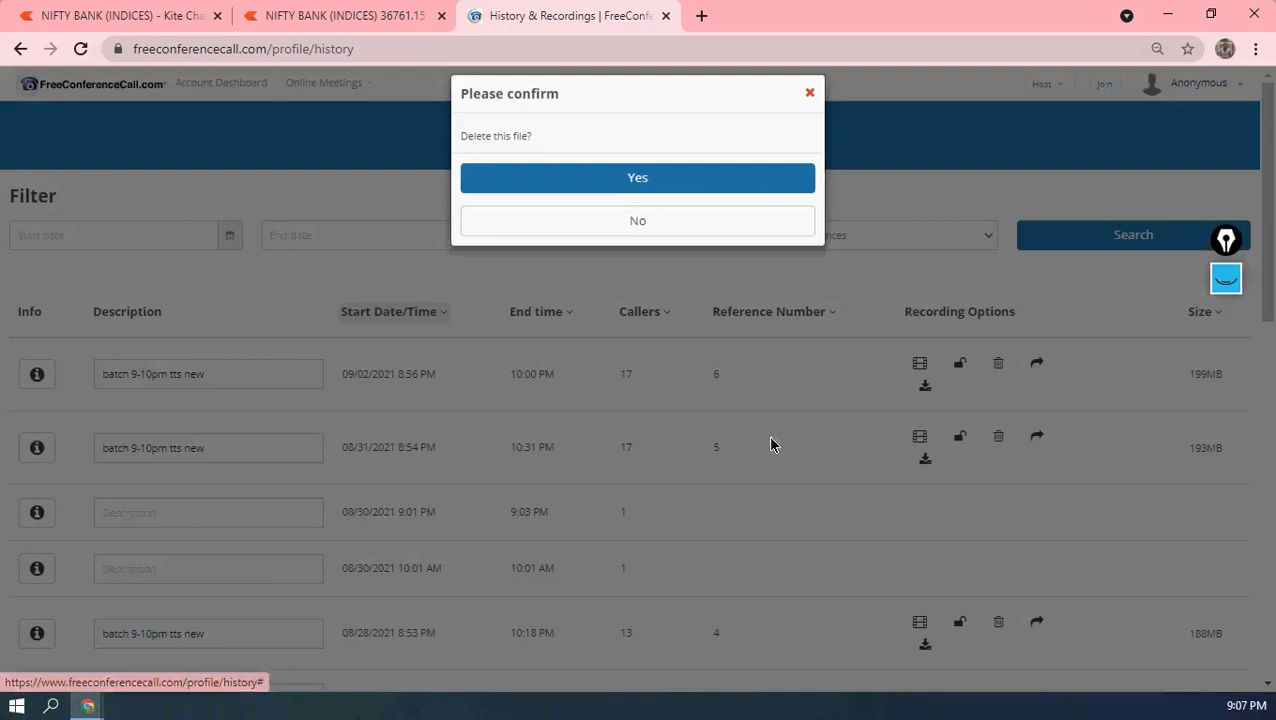 NIFTY BANK (INDICES) - Kite Cha
NIFTY BANK (INDICES) 36761.15
History & Recordings | FreeConfe
freeconferencecall.com/profile/history
FreeConferenceCall.com
Account Dashboard
Online Meetings
Host
Join
Anonymous
Please confirm
Delete this file?
Yes
No
Filter
Start date
End date
nces
Search
Info Description Start Date/Time End time Callers Reference Number Recording Options Size
batch 9-10pm tts new 09/02/2021 8:56 PM 10:00 PM 17 6 199MB
batch 9-10pm tts new 08/31/2021 8:54 PM 10:31 PM 17 5 193MB
Description 08/30/2021 9:01 PM 9:03 PM 1
Description 08/30/2021 10:01 AM 10:01 AM 1
batch 9-10pm tts new 08/28/2021 8:53 PM 10:18 PM 13 4 188MB
https://www.freeconferencecall.com/profile/history#
9:07 PM